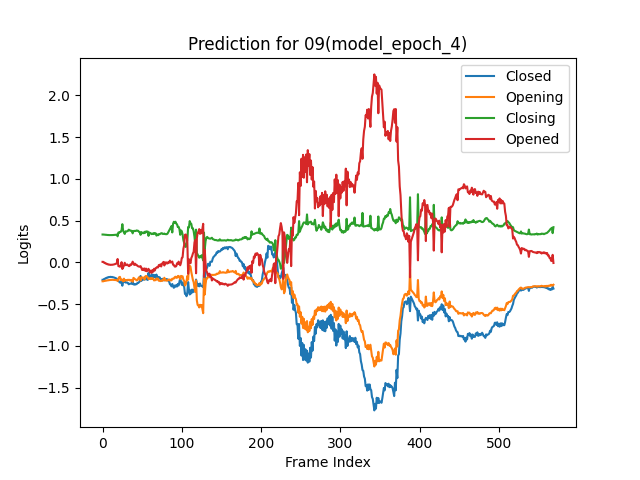 Prediction for 09(model_epoch_4)
Closed
Opening
Closing
Opened
2.0
1.5
1.0
0.5
0.0
−0.5
−1.0
−1.5
Logits
0 100 200 300 400 500
Frame Index